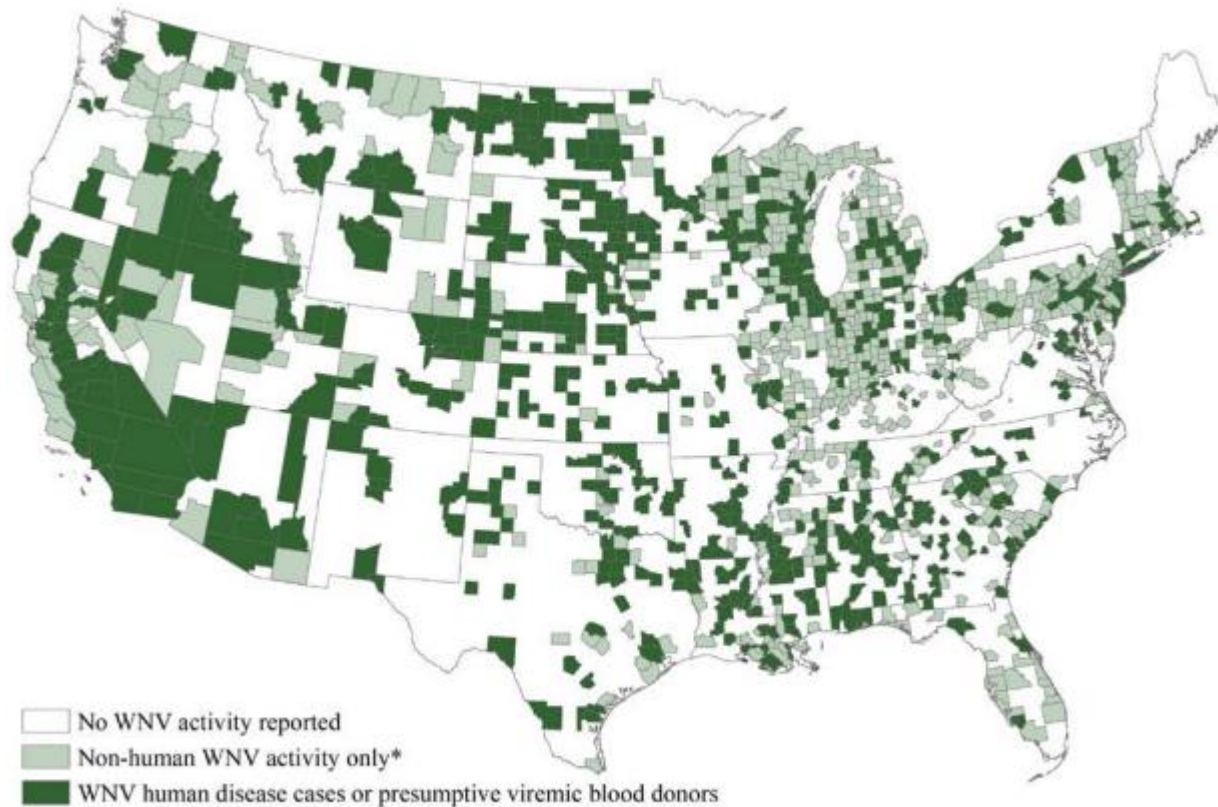 No WNV activity reported
Non-human WNV activity only*
WNV human disease cases or presumptive viremic blood donors